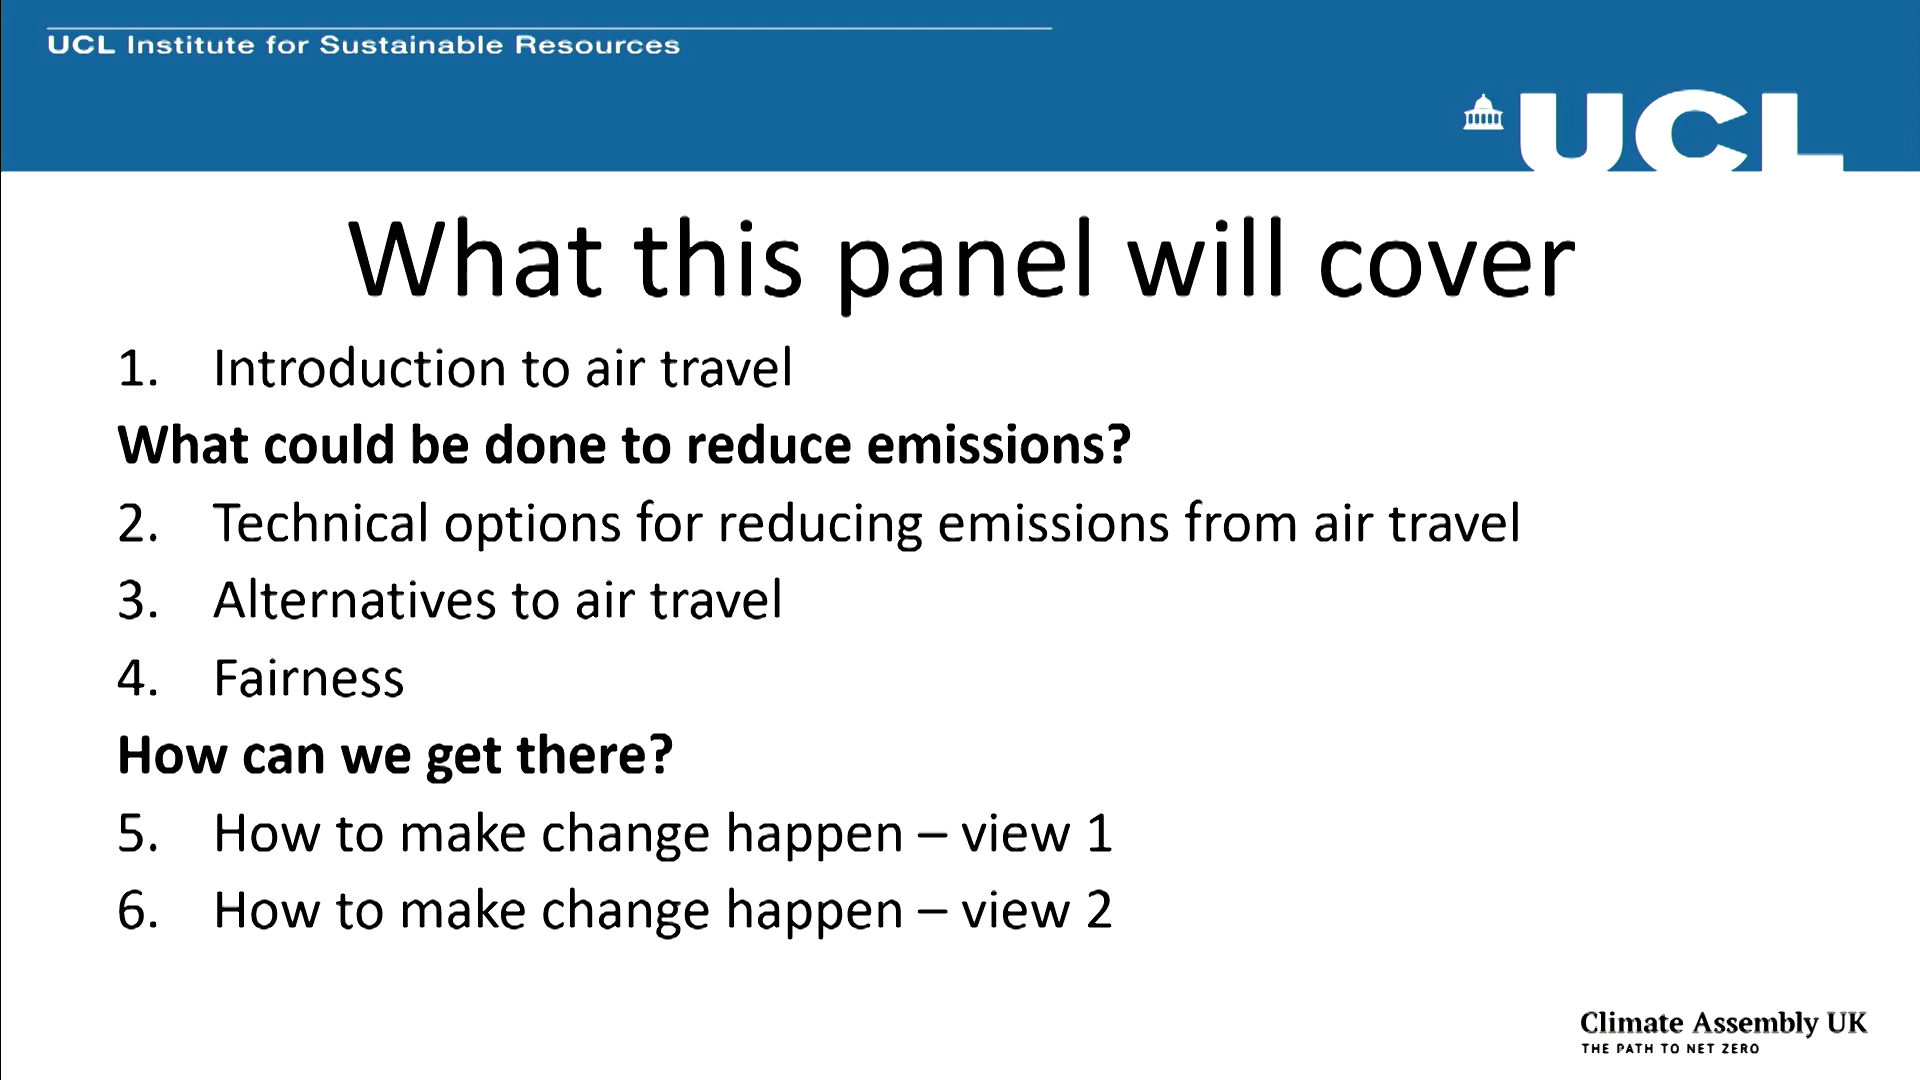 UCL Institute for Sustainable Resources
UCL
What this panel will cover
1. Introduction to air travel
What could be done to reduce emissions?
2. Technical options for reducing emissions from air travel
3. Alternatives to air travel
4. Fairness
How can we get there?
5. How to make change happen – view 1
6. How to make change happen – view 2
Climate Assembly UK
THE PATH TO NET ZERO